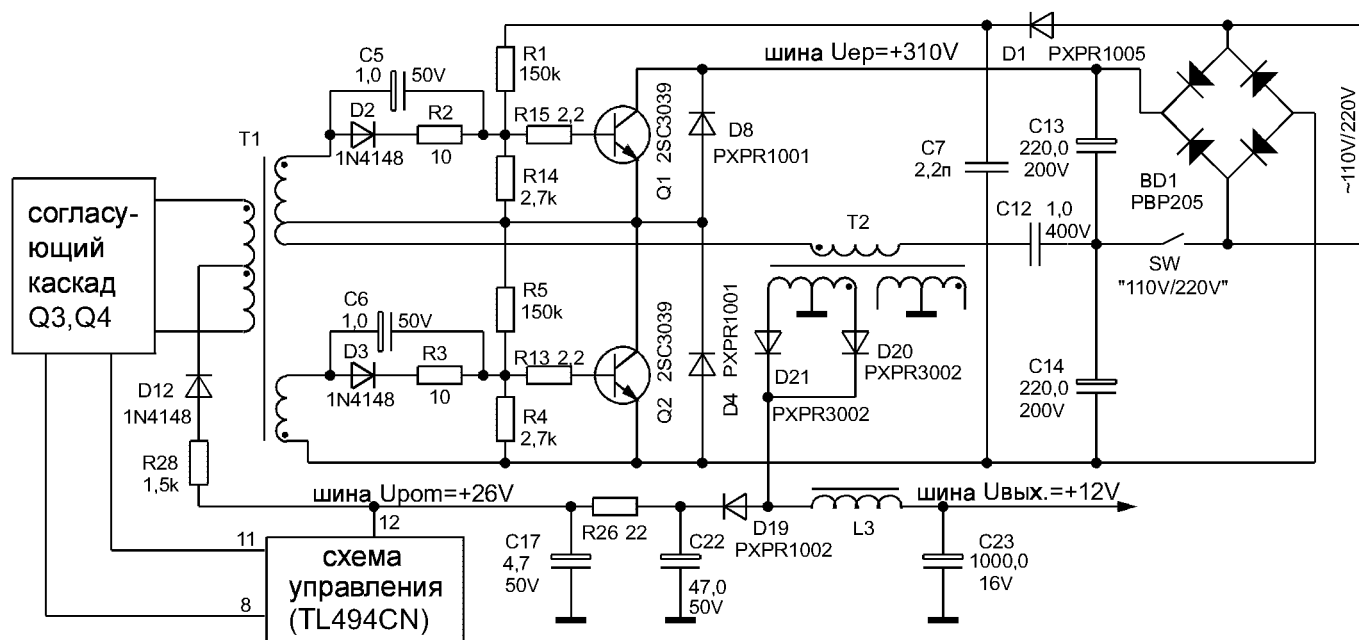 шина Uep=+310V
D1
PXPR1005
C5
1,0
50V
R1
150k
D2
1N4148
R2
10
R15 2,2
2SC3039
Q1
D8
PXPR1001
C7
2,2п
C13
220,0
200V
BD1
PBP205
~110V/220V
T1
R14
2,7k
T2
C12
1,0
400V
SW
"110V/220V"
согласу-
ющий
каскад
Q3,Q4
R5
150k
C6
1,0
50V
D3
1N4148
R3
10
R13 2,2
2SC3039
Q2
D4 PXPR1001
D21
PXPR3002
D20
PXPR3002
C14
220,0
200V
R4
2,7k
D12
1N4148
R28
1,5k
шина Uрот=+26V
шина Uвых.=+12V
12
11
8
схема
управления
(TL494CN)
C17
4,7
50V
R26 22
C22
47,0
50V
D19
PXPR1002
L3
C23
1000,0
16V